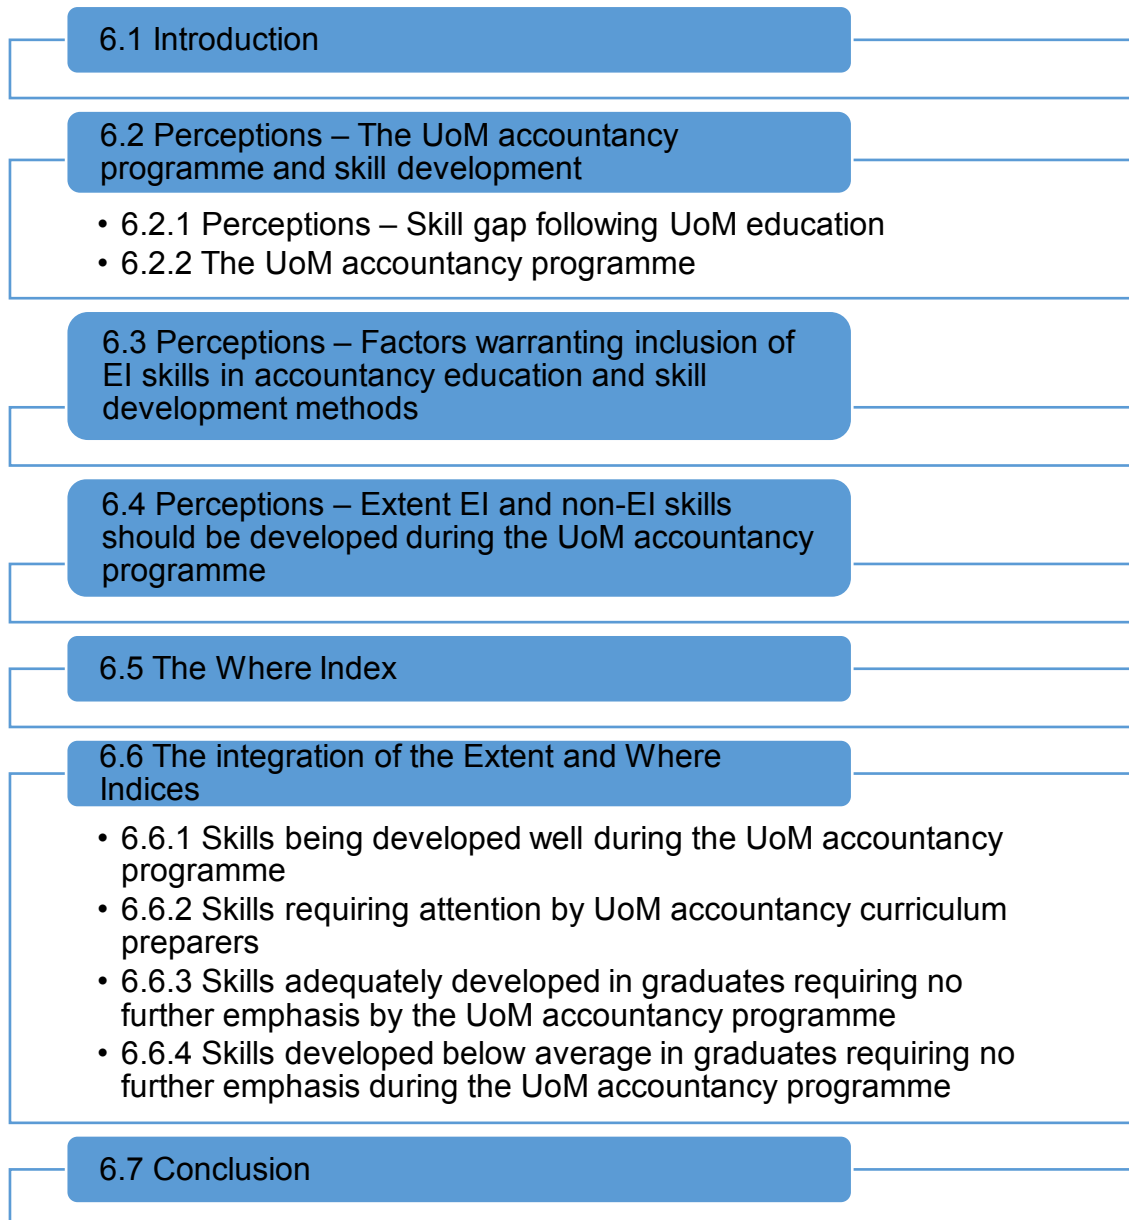 6.1 Introduction
6.2 Perceptions – The UoM accountancy
programme and skill development
• 6.2.1 Perceptions – Skill gap following UoM education
• 6.2.2 The UoM accountancy programme
6.3 Perceptions – Factors warranting inclusion of
EI skills in accountancy education and skill
development methods
6.4 Perceptions – Extent EI and non-EI skills
should be developed during the UoM accountancy
programme
6.5 The Where Index
6.6 The integration of the Extent and Where
Indices
• 6.6.1 Skills being developed well during the UoM accountancy
programme
• 6.6.2 Skills requiring attention by UoM accountancy curriculum
preparers
• 6.6.3 Skills adequately developed in graduates requiring no
further emphasis by the UoM accountancy programme
• 6.6.4 Skills developed below average in graduates requiring no
further emphasis during the UoM accountancy programme
6.7 Conclusion